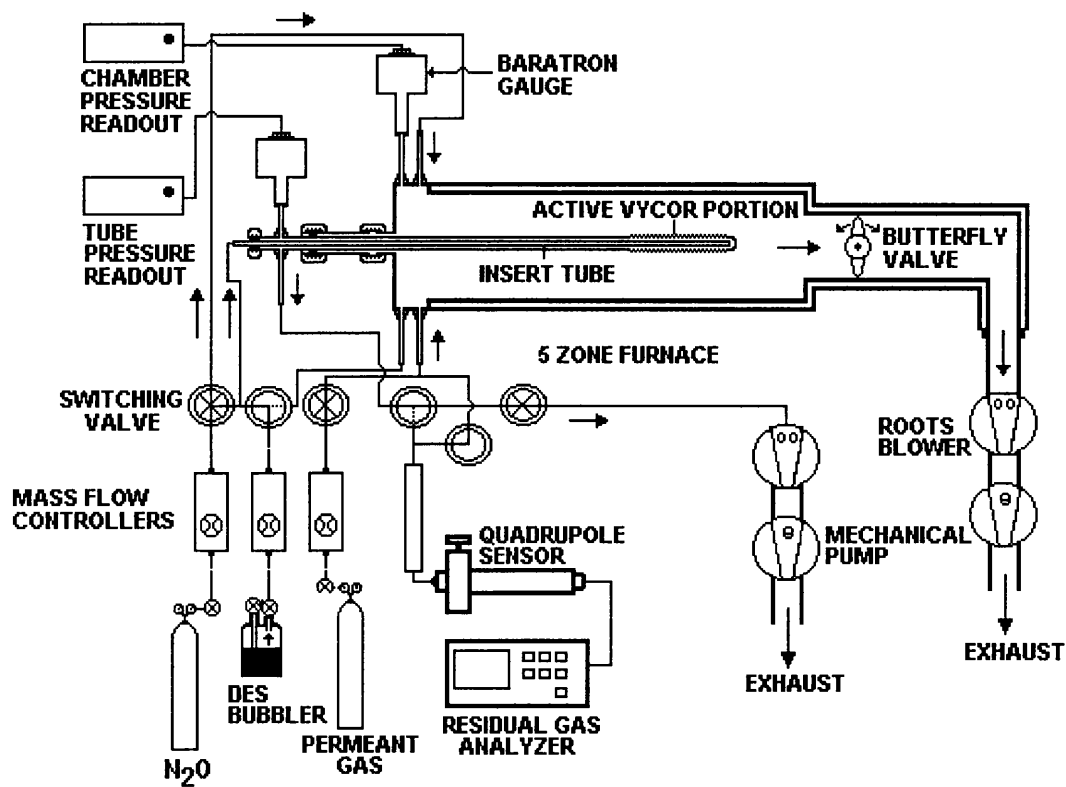 CHAMBER
PRESSURE
READOUT
BARATRON
GAUGE
TUBE
PRESSURE
READOUT
ACTIVE VYCOR PORTION
INSERT TUBE
BUTTERFLY
VALVE
5 ZONE FURNACE
SWITCHING
VALVE
ROOTS
BLOWER
MASS FLOW
CONTROLLERS
QUADRUPOLE
SENSOR
MECHANICAL
PUMP
EXHAUST
EXHAUST
DES
BUBBLER
PERMEANT
GAS
RESIDUAL GAS
ANALYZER
N2O